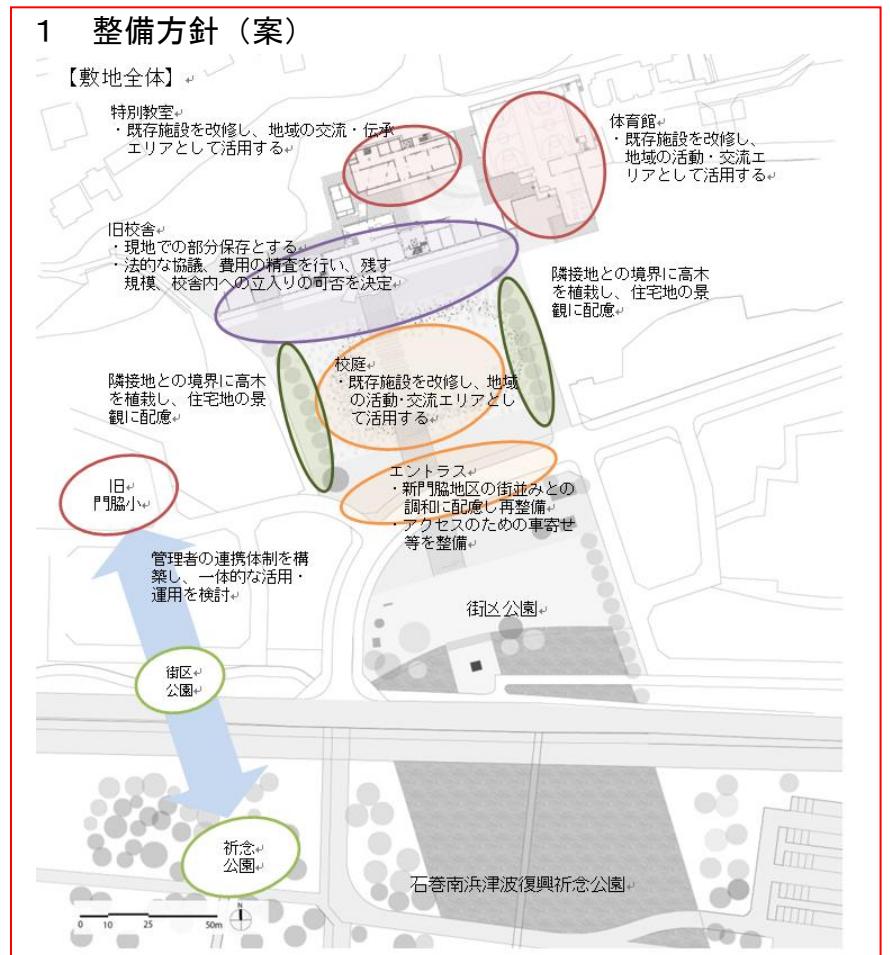 1 整備方針（案）
【敷地全体】
特別教室
・既存施設を改修し、地域の交流・伝承
エリアとして活用する
体育館
・既存施設を改修し、
地域の活動・交流エ
リアとして活用する
旧校舎
・現地での部分保存とする
・法的な協議、費用の精査を行い、残す
規模、校舎内への立入りの可否を決定
隣接地との境界に高木
を植栽し、住宅地の景
観に配慮
校庭
・既存施設を改修し、地域
の活動・交流エリアとし
て活用する
隣接地との境界に高木
を植栽し、住宅地の景
観に配慮
エントラス
・新門脇地区の街並みとの
調和に配慮し再整備
・アクセスのための車寄せ
等を整備
旧
門脇小
管理者の連携体制を構
築し、一体的な活用・
運用を検討
街区公園
街区
公園
祈念
公園
石巻南浜津波復興祈念公園
0 10 25 50m
N